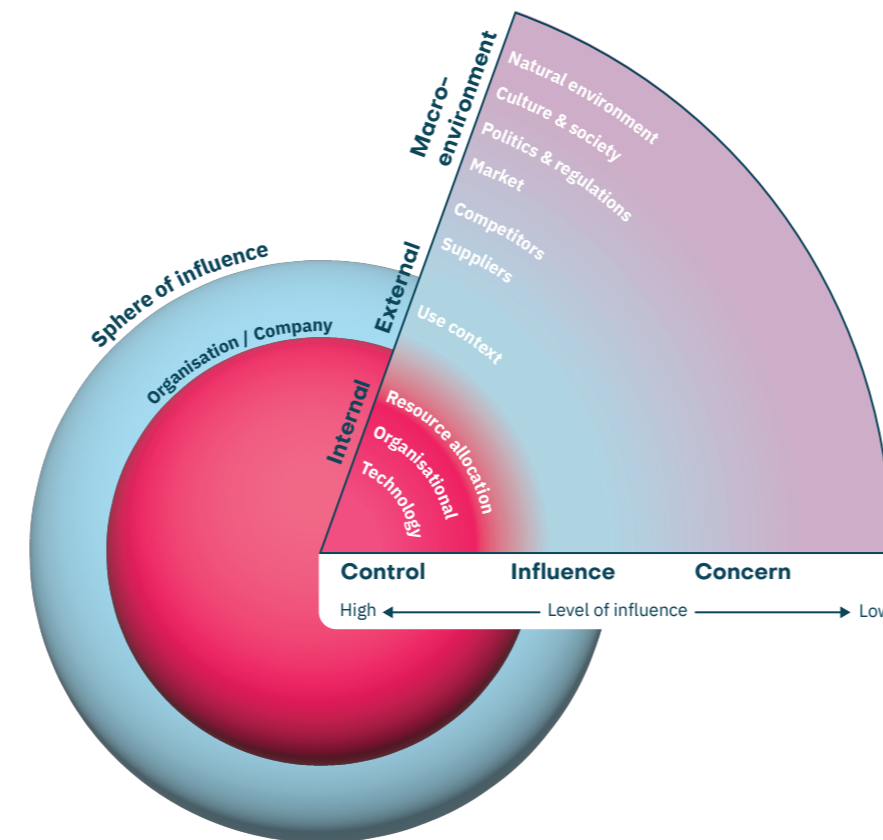 Macro-
environment
Natural environment
Culture & society
Politics & regulations
Market
Competitors
Suppliers
External
Use context
Sphere of influence
Organisation / Company
Internal
Resource allocation
Organisational
Technology
Control
Influence
Concern
High
Level of influence
Low